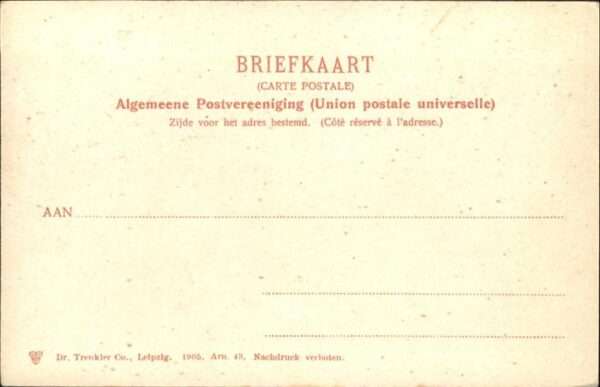 BRIEFKAART
(CARTE POSTALE)
Algemeene Postvereeniging (Union postale universelle)
Zijde voor het adres bestemd. (Côté réservé à l'adresse.)
AAN
Dr. Trenkler Co., Leipzig. 1905. Arn. 43. Nachdruck verboten.